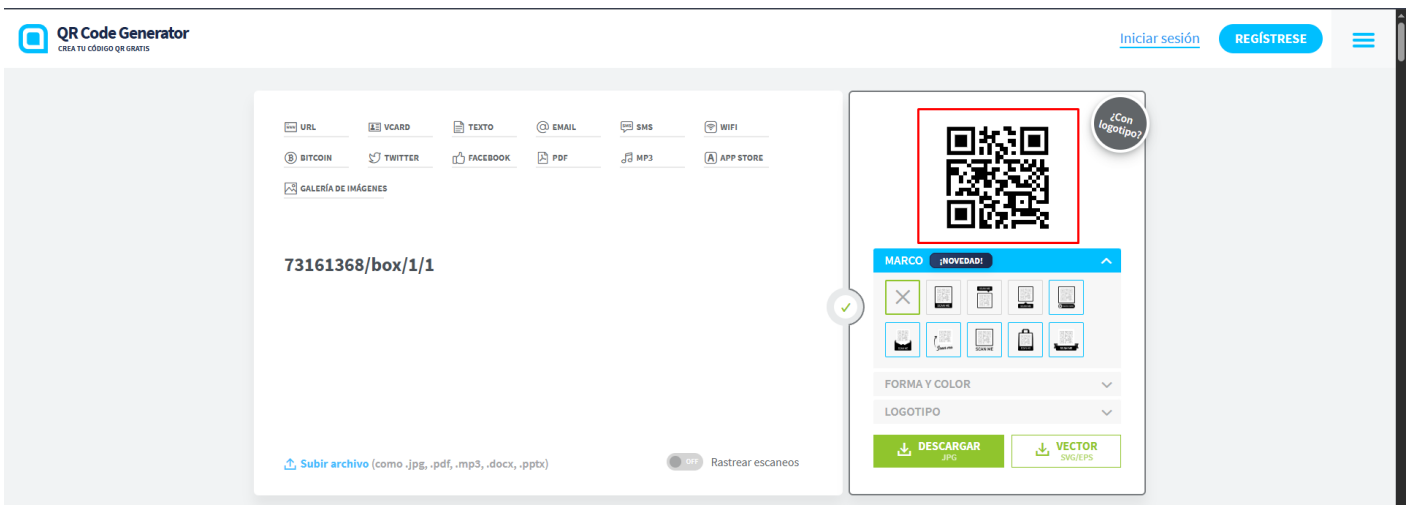 QR Code Generator
CREA TU CÓDIGO QR GRATIS
Iniciar sesión
REGÍSTRESE
URL
VCARD
TEXTO
EMAIL
SMS
WIFI
BITCOIN
TWITTER
FACEBOOK
PDF
MP3
APP STORE
GALERÍA DE IMÁGENES
73161368/box/1/1
Subir archivo (como .jpg, .pdf, .mp3, .docx, .pptx)
OFF
Rastrear escaneos
¿Con
logotipo?
MARCO
¡NOVEDAD!
FORMA Y COLOR
LOGOTIPO
DESCARGAR
JPG
VECTOR
SVG/EPS